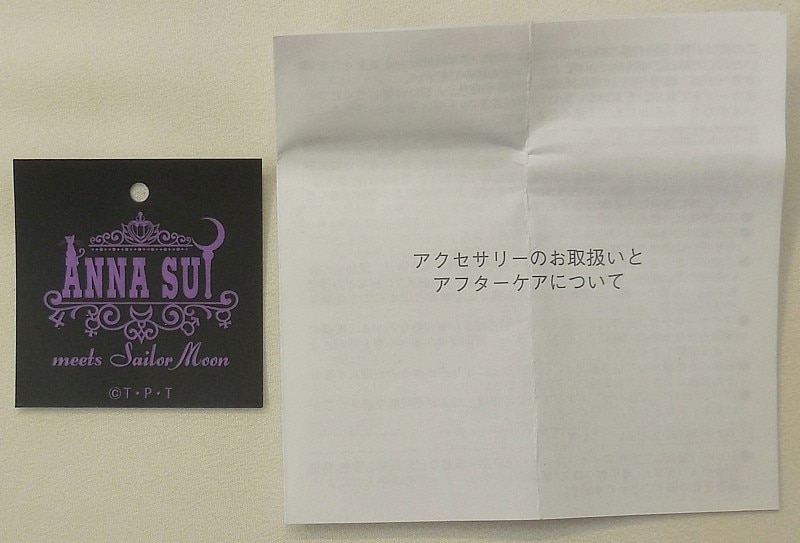 ANNA SUI
meets Sailor Moon
©T・P・T
アクセサリーのお取扱いと
アフターケアについて